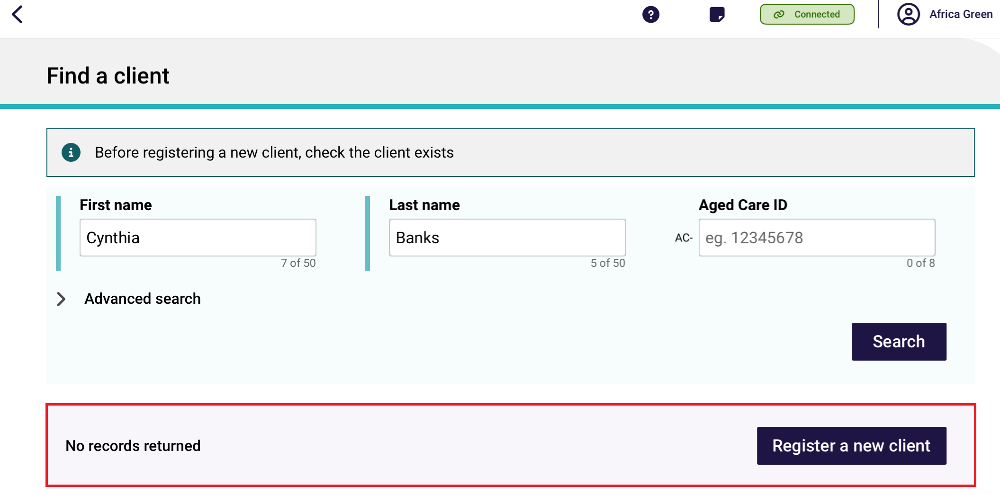 Connected
Africa Green
Find a client
Before registering a new client, check the client exists
First name
Last name
Aged Care ID
Cynthia
Banks
AC-
eg. 12345678
7 of 50
5 of 50
0 of 8
Advanced search
Search
No records returned
Register a new client